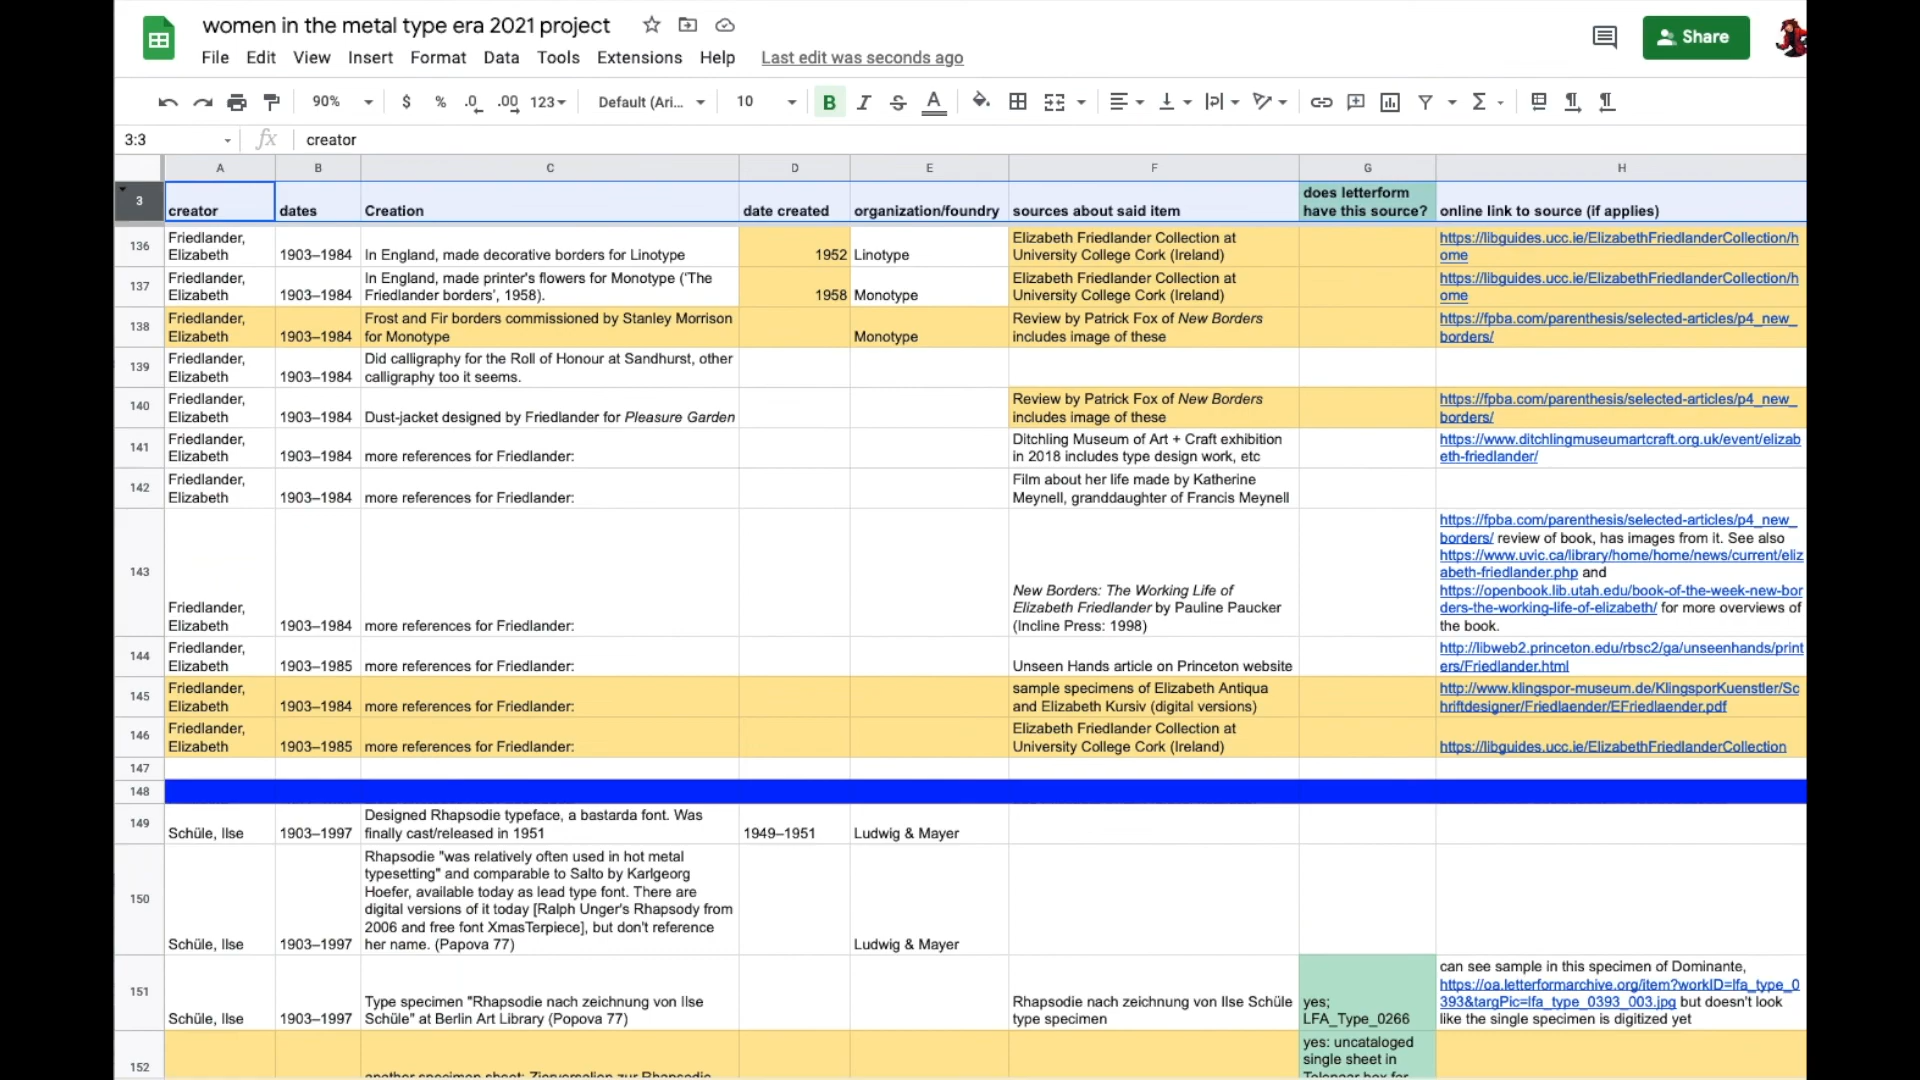 women in the metal type era 2021 project
File Edit View Insert Format Data Tools Extensions Help Last edit was seconds ago
Share
90% $ % .0 .00 123 Default (Ari... 10 B I S A
3:3 fx creator
A B C D E F G H
3 creator dates Creation date created organization/foundry sources about said item does letterform have this source? online link to source (if applies)
136 Friedlander, Elizabeth 1903–1984 In England, made decorative borders for Linotype 1952 Linotype Elizabeth Friedlander Collection at University College Cork (Ireland) https://libguides.ucc.ie/ElizabethFriedlanderCollection/home
137 Friedlander, Elizabeth 1903–1984 In England, made printer's flowers for Monotype ('The Friedlander borders', 1958). 1958 Monotype Elizabeth Friedlander Collection at University College Cork (Ireland) https://libguides.ucc.ie/ElizabethFriedlanderCollection/home
138 Friedlander, Elizabeth 1903–1984 Frost and Fir borders commissioned by Stanley Morrison for Monotype Monotype Review by Patrick Fox of New Borders includes image of these https://fpba.com/parenthesis/selected-articles/p4_new_borders/
139 Friedlander, Elizabeth 1903–1984 Did calligraphy for the Roll of Honour at Sandhurst, other calligraphy too it seems.
140 Friedlander, Elizabeth 1903–1984 Dust-jacket designed by Friedlander for Pleasure Garden Review by Patrick Fox of New Borders includes image of these https://fpba.com/parenthesis/selected-articles/p4_new_borders/
141 Friedlander, Elizabeth 1903–1984 more references for Friedlander: Ditchling Museum of Art + Craft exhibition in 2018 includes type design work, etc https://www.ditchlingmuseumartcraft.org.uk/event/elizabeth-friedlander/
142 Friedlander, Elizabeth 1903–1984 more references for Friedlander: Film about her life made by Katherine Meynell, granddaughter of Francis Meynell
143 Friedlander, Elizabeth 1903–1984 more references for Friedlander: New Borders: The Working Life of Elizabeth Friedlander by Pauline Paucker (Incline Press: 1998) https://fpba.com/parenthesis/selected-articles/p4_new_borders/ review of book, has images from it. See also https://www.uvic.ca/library/home/home/news/current/elizabeth-friedlander.php and https://openbook.lib.utah.edu/book-of-the-week-new-borders-the-working-life-of-elizabeth/ for more overviews of the book.
144 Friedlander, Elizabeth 1903–1985 more references for Friedlander: Unseen Hands article on Princeton website http://libweb2.princeton.edu/rbsc2/ga/unseenhands/printers/Friedlander.html
145 Friedlander, Elizabeth 1903–1984 more references for Friedlander: sample specimens of Elizabeth Antiqua and Elizabeth Kursiv (digital versions) http://www.klingspor-museum.de/KlingsporKuenstler/Schriftdesigner/Friedlaender/EFriedlaender.pdf
146 Friedlander, Elizabeth 1903–1985 more references for Friedlander: Elizabeth Friedlander Collection at University College Cork (Ireland) https://libguides.ucc.ie/ElizabethFriedlanderCollection
147
148
149 Schüle, Ilse 1903–1997 Designed Rhapsodie typeface, a bastarda font. Was finally cast/released in 1951 1949–1951 Ludwig & Mayer
150 Schüle, Ilse 1903–1997 Rhapsodie "was relatively often used in hot metal typesetting" and comparable to Salto by Karlgeorg Hoefer, available today as lead type font. There are digital versions of it today [Ralph Unger's Rhapsody from 2006 and free font XmasTerpiece], but don't reference her name. (Papova 77) Ludwig & Mayer
151 Schüle, Ilse 1903–1997 Type specimen "Rhapsodie nach zeichnung von Ilse Schüle" at Berlin Art Library (Popova 77) Rhapsodie nach zeichnung von Ilse Schüle type specimen yes; LFA_Type_0266 can see sample in this specimen of Dominante, https://oa.letterformarchive.org/item?workID=lfa_type_0393&targPic=lfa_type_0393_003.jpg but doesn't look like the single specimen is digitized yet
152 another specimen sheet: Zierversalien zur Rhapsodie yes: uncataloged single sheet in